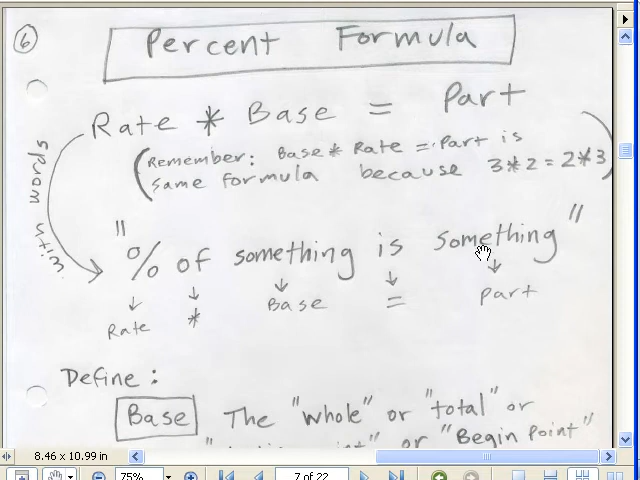 6
Percent Formula
Rate * Base = Part
(Remember: Base * Rate = Part is
same formula because 3*2=2*3)
with words
"% of something is something"
Rate * Base = Part
Define:
Base The "whole" or "total" or
or "Begin Point"
8.46 x 10.99 in
75%
7 of 22